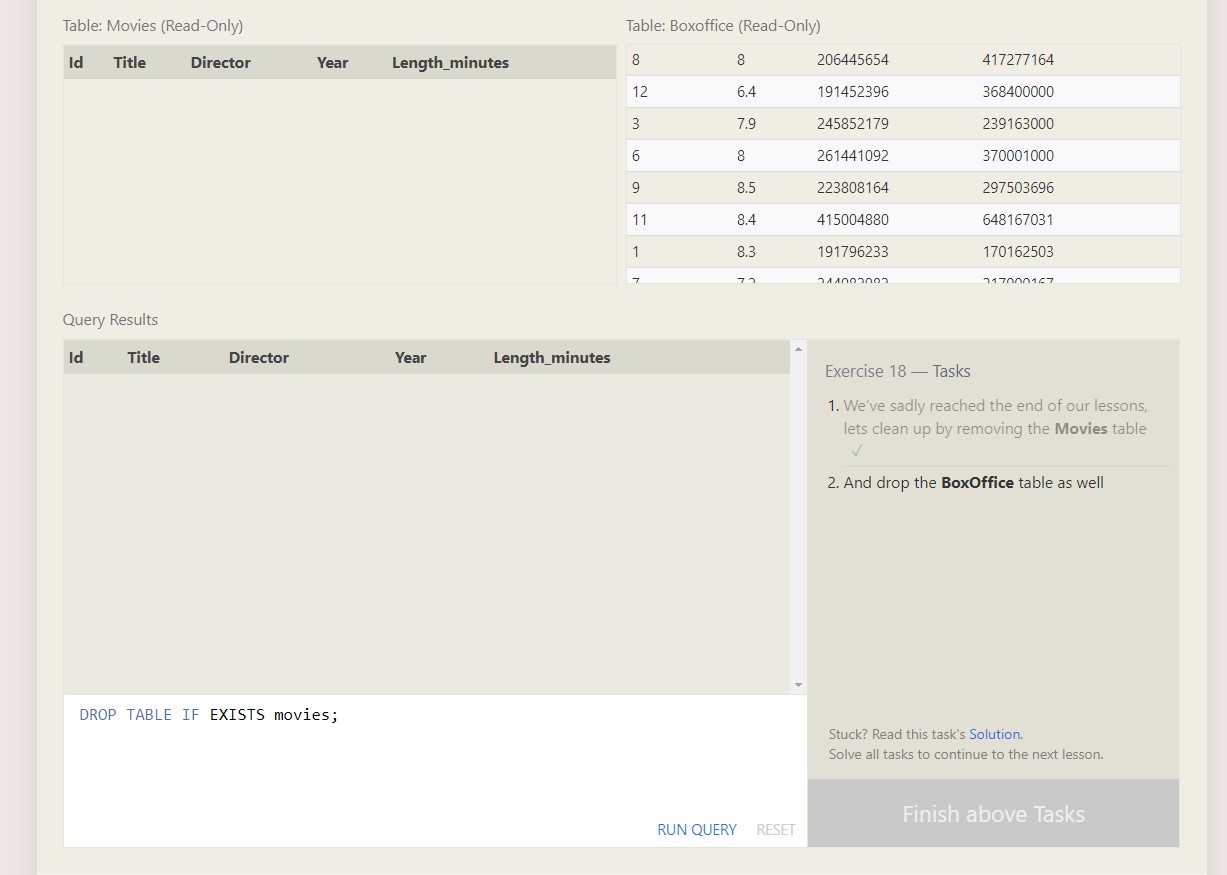 Table: Movies (Read-Only)
Id Title Director Year Length_minutes
Table: Boxoffice (Read-Only)
8 8 206445654 417277164
12 6.4 191452396 368400000
3 7.9 245852179 239163000
6 8 261441092 370001000
9 8.5 223808164 297503696
11 8.4 415004880 648167031
1 8.3 191796233 170162503
Query Results
Id Title Director Year Length_minutes
DROP TABLE IF EXISTS movies;
RUN QUERY RESET
Exercise 18 — Tasks
1. We've sadly reached the end of our lessons,
lets clean up by removing the Movies table
✓
2. And drop the BoxOffice table as well
Stuck? Read this task's Solution.
Solve all tasks to continue to the next lesson.
Finish above Tasks